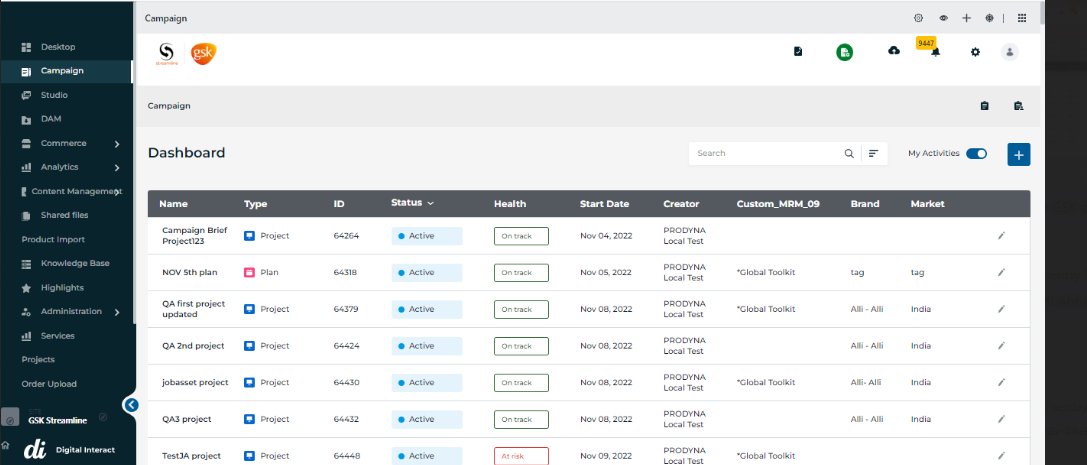 Campaign
Desktop
Campaign
Studio
DAM
Commerce
Analytics
Content Management
Shared files
Product Import
Knowledge Base
Highlights
Administration
Services
Projects
Order Upload
GSK Streamline
di Digital Interact
streamline
gsk
9447
Campaign
Dashboard
Search
My Activities
Name Type ID Status Health Start Date Creator Custom_MRM_09 Brand Market
Campaign Brief Project123 Project 64264 Active On track Nov 04, 2022 PRODYNA Local Test
NOV 5th plan Plan 64318 Active On track Nov 05, 2022 PRODYNA Local Test *Global Toolkit tag tag
QA first project updated Project 64379 Active On track Nov 08, 2022 PRODYNA Local Test *Global Toolkit Alli - Alli India
QA 2nd project Project 64424 Active On track Nov 08, 2022 PRODYNA Local Test Alli - Alli India
jobasset project Project 64430 Active On track Nov 08, 2022 PRODYNA Local Test *Global Toolkit Alli- Alli India
QA3 project Project 64432 Active On track Nov 08, 2022 PRODYNA Local Test Alli - Alli India
TestJA project Project 64448 Active At risk Nov 09, 2022 PRODYNA Local Test *Global Toolkit